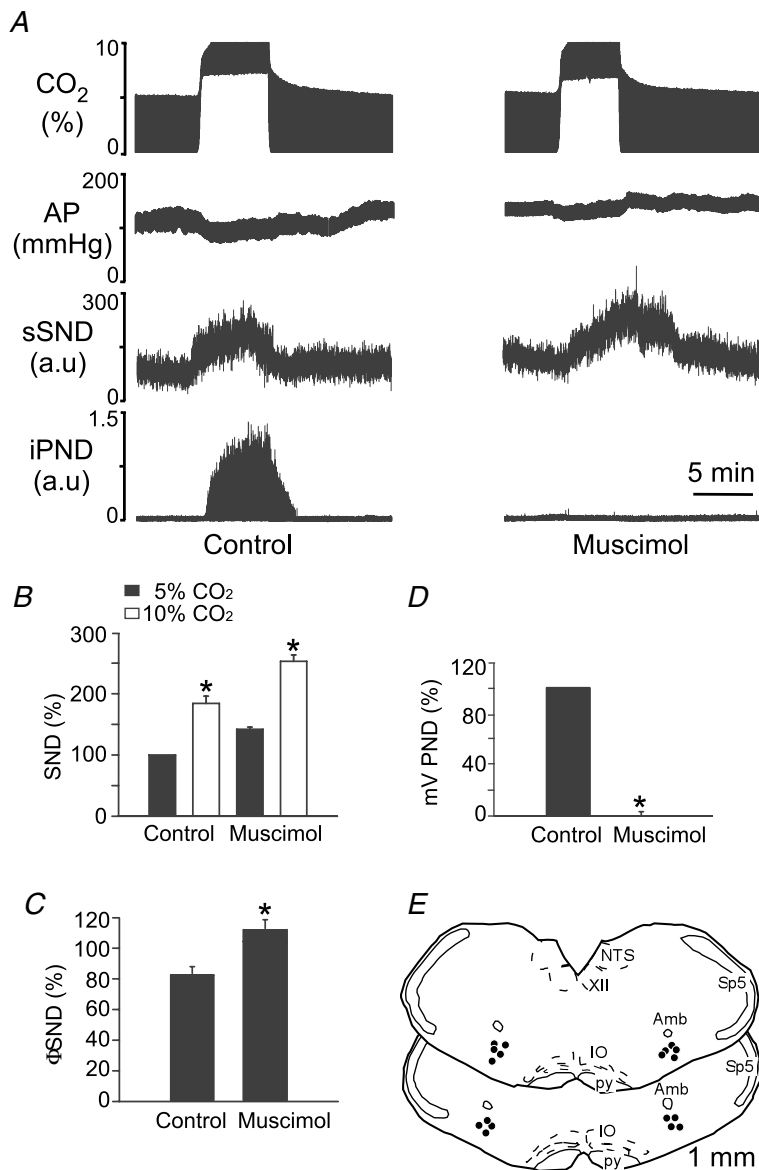 A
CO₂
(%)
10
0
AP
(mmHg)
200
0
sSND
(a.u)
300
0
iPND
(a.u)
1.5
0
5 min
Control
Muscimol
B
5% CO₂
10% CO₂
SND (%)
300
250
200
150
100
0
*
*
Control
Muscimol
D
mV PND (%)
120
80
40
0
*
Control
Muscimol
C
ΦSND (%)
120
100
80
60
40
20
0
*
Control
Muscimol
E
NTS
XII
Sp5
Amb
IO
py
Sp5
Amb
IO
py
1 mm